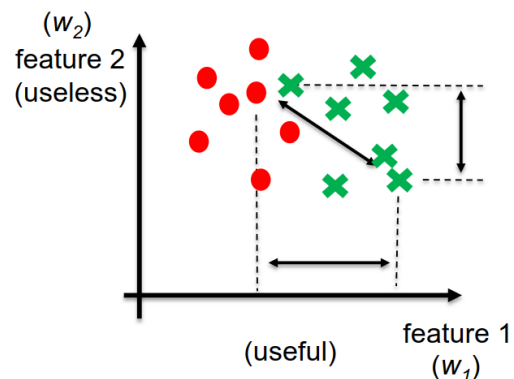 (w2)
feature 2
(useless)
feature 1
(useful)
(w1)